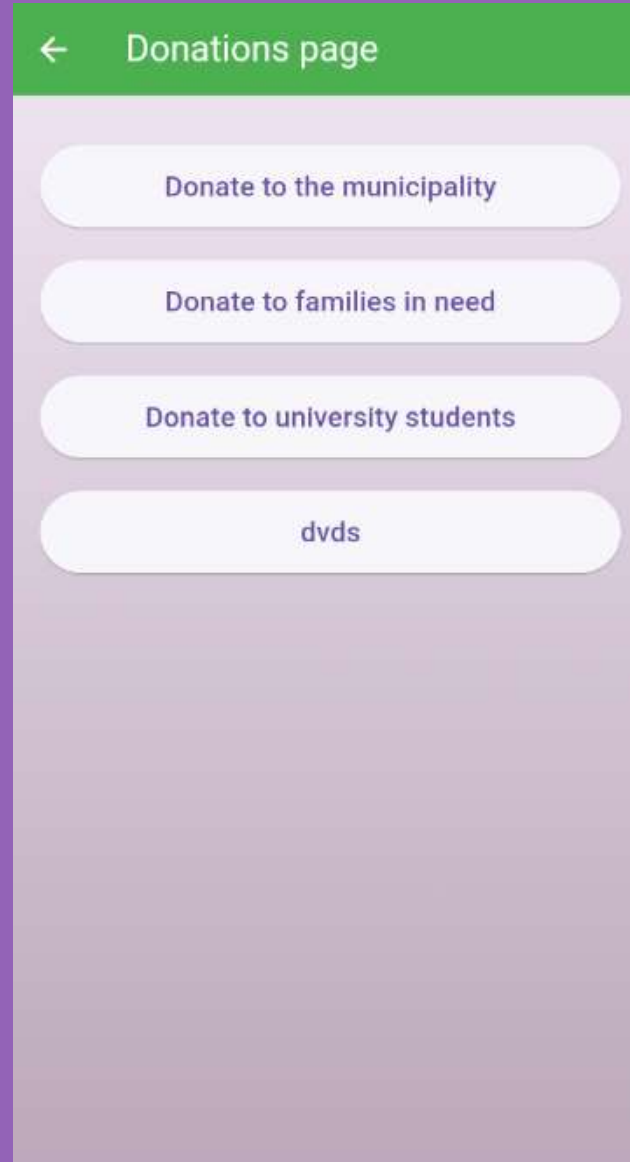 Donations page
Donate to the municipality
Donate to families in need
Donate to university students
dvds